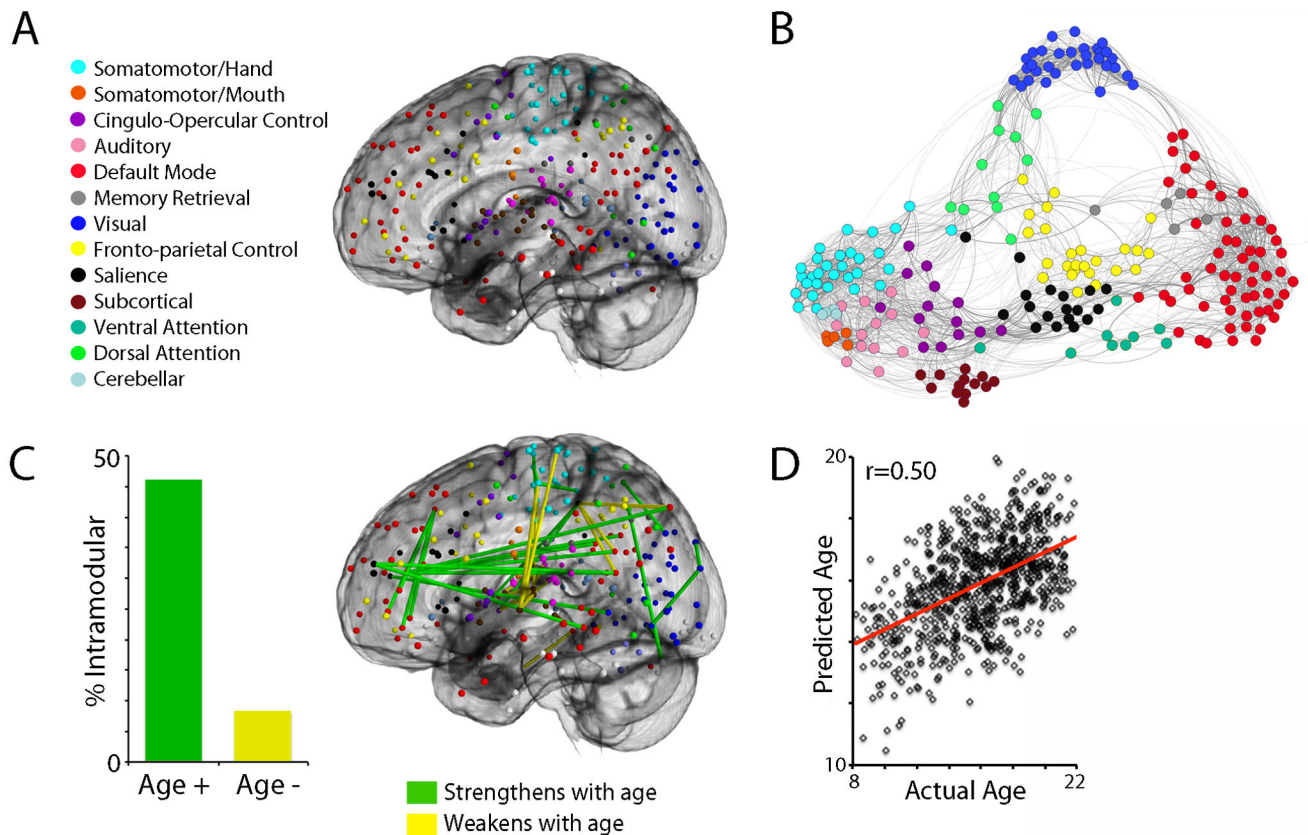 A
Somatomotor/Hand
Somatomotor/Mouth
Cingulo-Opercular Control
Auditory
Default Mode
Memory Retrieval
Visual
Fronto-parietal Control
Salience
Subcortical
Ventral Attention
Dorsal Attention
Cerebellar
B
C
50
% Intramodular
0
Age +
Age -
Strengthens with age
Weakens with age
D
20
r=0.50
Predicted Age
10
8
22
Actual Age